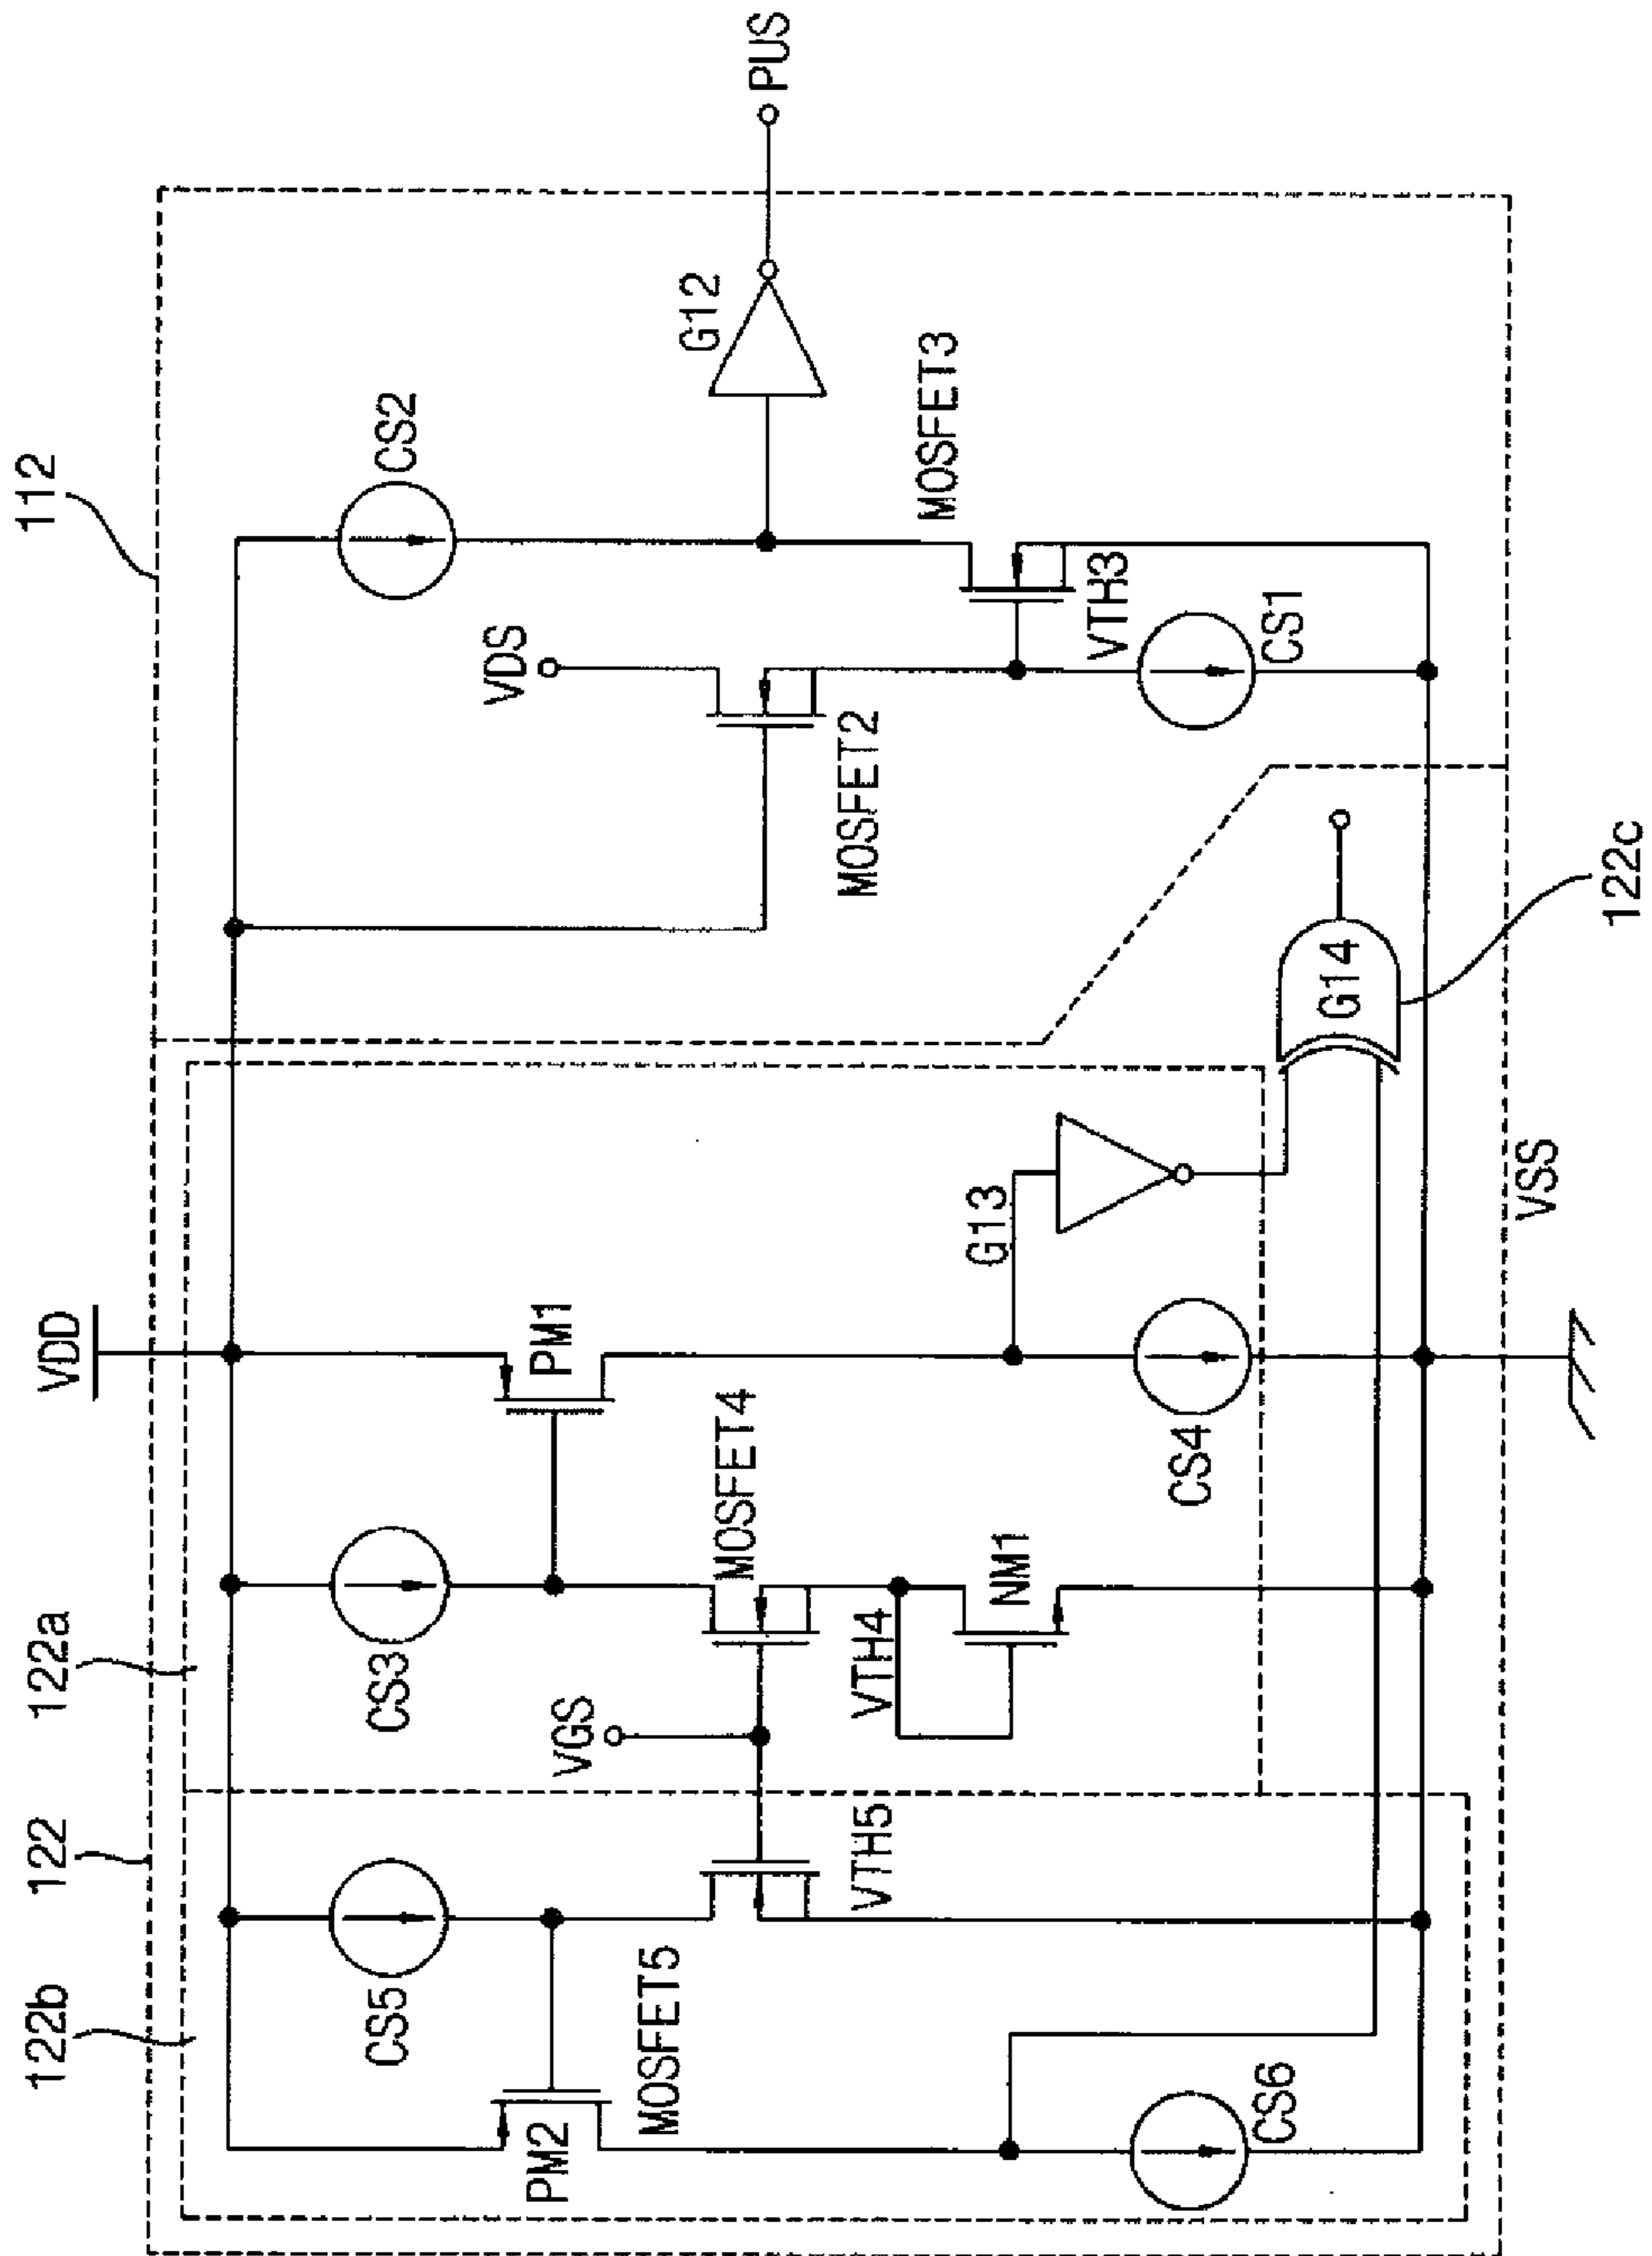 112
PUS
G12
CS2
MOSFET3
VDS
VTH3
CS1
MOSFET2
122c
G14
VDD
PM1
G13
VSS
MOSFET4
CS4
122a
CS3
NM1
VTH4
VGS
122
CS5
VTH5
122b
MOSFET5
PM2
CS6